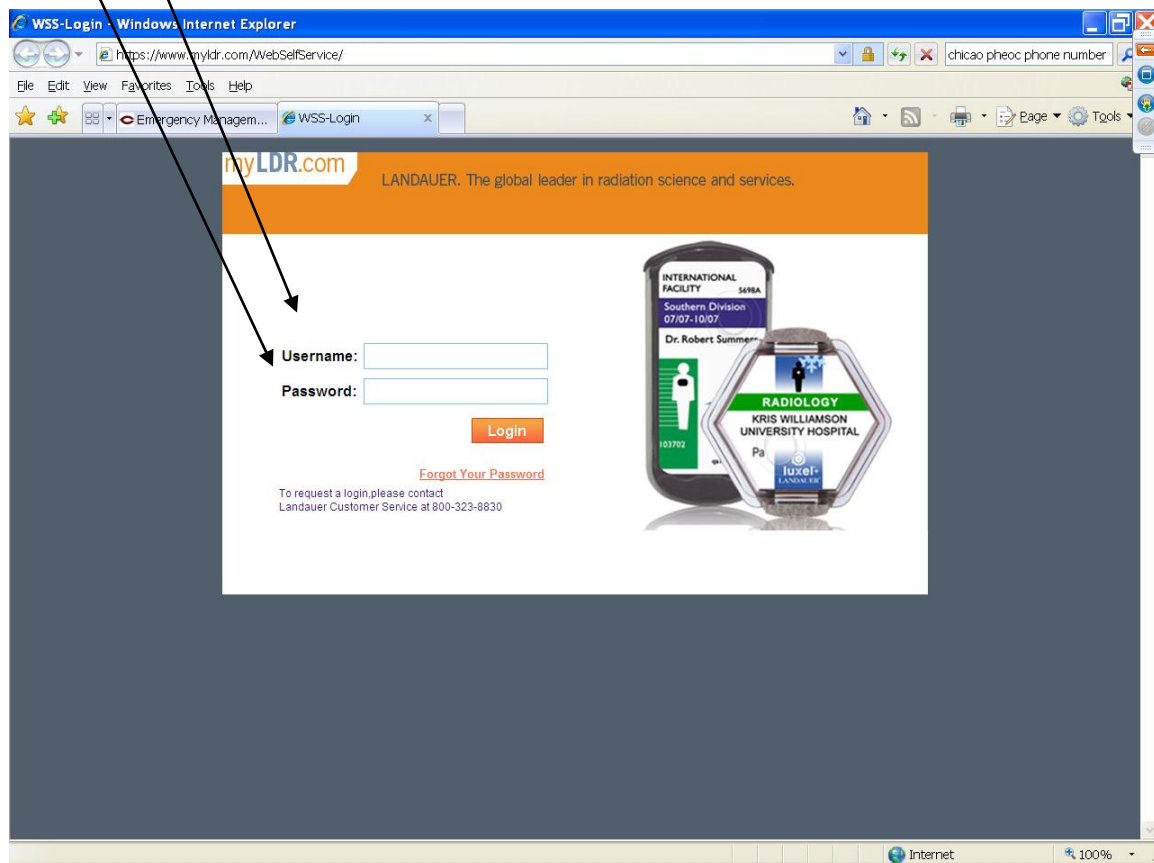 WSS-Login - Windows Internet Explorer
https://www.myldr.com/WebSelfService/
chicao pheoc phone number
File Edit View Favorites Tools Help
Emergency Managem...
WSS-Login
Page
Tools
myLDR.com
LANDAUER. The global leader in radiation science and services.
INTERNATIONAL
FACILITY 5698A
Southern Division
07/07-10/07
Dr. Robert Summers
103702
RADIOLOGY
KRIS WILLIAMSON
UNIVERSITY HOSPITAL
Pa
luxel+
LANDAUER
Username:
Password:
Login
Forgot Your Password
To request a login,please contact
Landauer Customer Service at 800-323-8830
Internet
100%